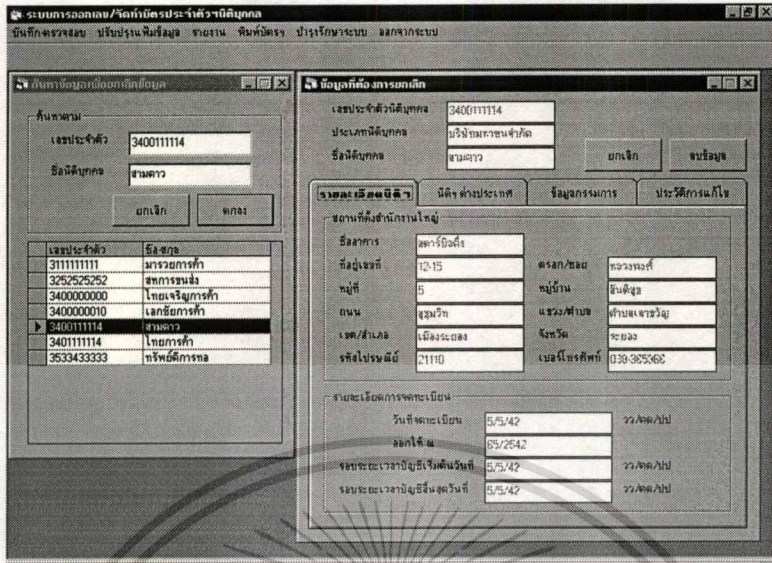 ระบบการออกเลข/จัดทำบัตรประจำตัวฯนิติบุคคล
บันทึกตรวจสอบ ปรับปรุงแฟ้มข้อมูล รายงาน พิมพ์บัตรฯ บำรุงรักษาระบบ ออกจากระบบ
ค้นหาข้อมูลเพื่อยกเลิกข้อมูล
ค้นหาตาม
เลขประจำตัว 3400111114
ชื่อนิติบุคคล สามดาว
ยกเลิก ตกลง
เลขประจำตัว ชื่อ-สกุล
3111111111 มารวยการค้า
3252525252 สหการขนส่ง
3400000000 ไทยเจริญการค้า
3400000010 เอกชัยการค้า
3400111114 สามดาว
3401111114 ไทยการค้า
3533433333 ทรัพย์ดีการทอ
ข้อมูลที่ต้องการยกเลิก
เลขประจำตัวนิติบุคคล 3400111114
ประเภทนิติบุคคล บริษัทมหาชนจำกัด
ชื่อนิติบุคคล สามดาว
ยกเลิก ลบข้อมูล
รายละเอียดนิติฯ นิติฯต่างประเทศ ข้อมูลกรรมการ ประวัติการแก้ไข
สถานที่ตั้งสำนักงานใหญ่
ชื่ออาคาร สตาร์บิวดิ้ง
ที่อยู่เลขที่ 12-15 ตรอก/ซอย หลวงพงศ์
หมู่ที่ 5 หมู่บ้าน สันติสุข
ถนน สุขุมวิท แขวง/ตำบล
เขต/อำเภอ เมืองระยอง จังหวัด ระยอง
รหัสไปรษณีย์ 21110 เบอร์โทรศัพท์
รายละเอียดการจดทะเบียน
วันที่จดทะเบียน 5/5/42 วว/ดด/ปป
ออกให้ ณ 65/2542
รอบระยะเวลาบัญชีเริ่มต้นวันที่ 5/5/42 วว/ดด/ปป
รอบระยะเวลาบัญชีสิ้นสุดวันที่ 5/5/42 วว/ดด/ปป